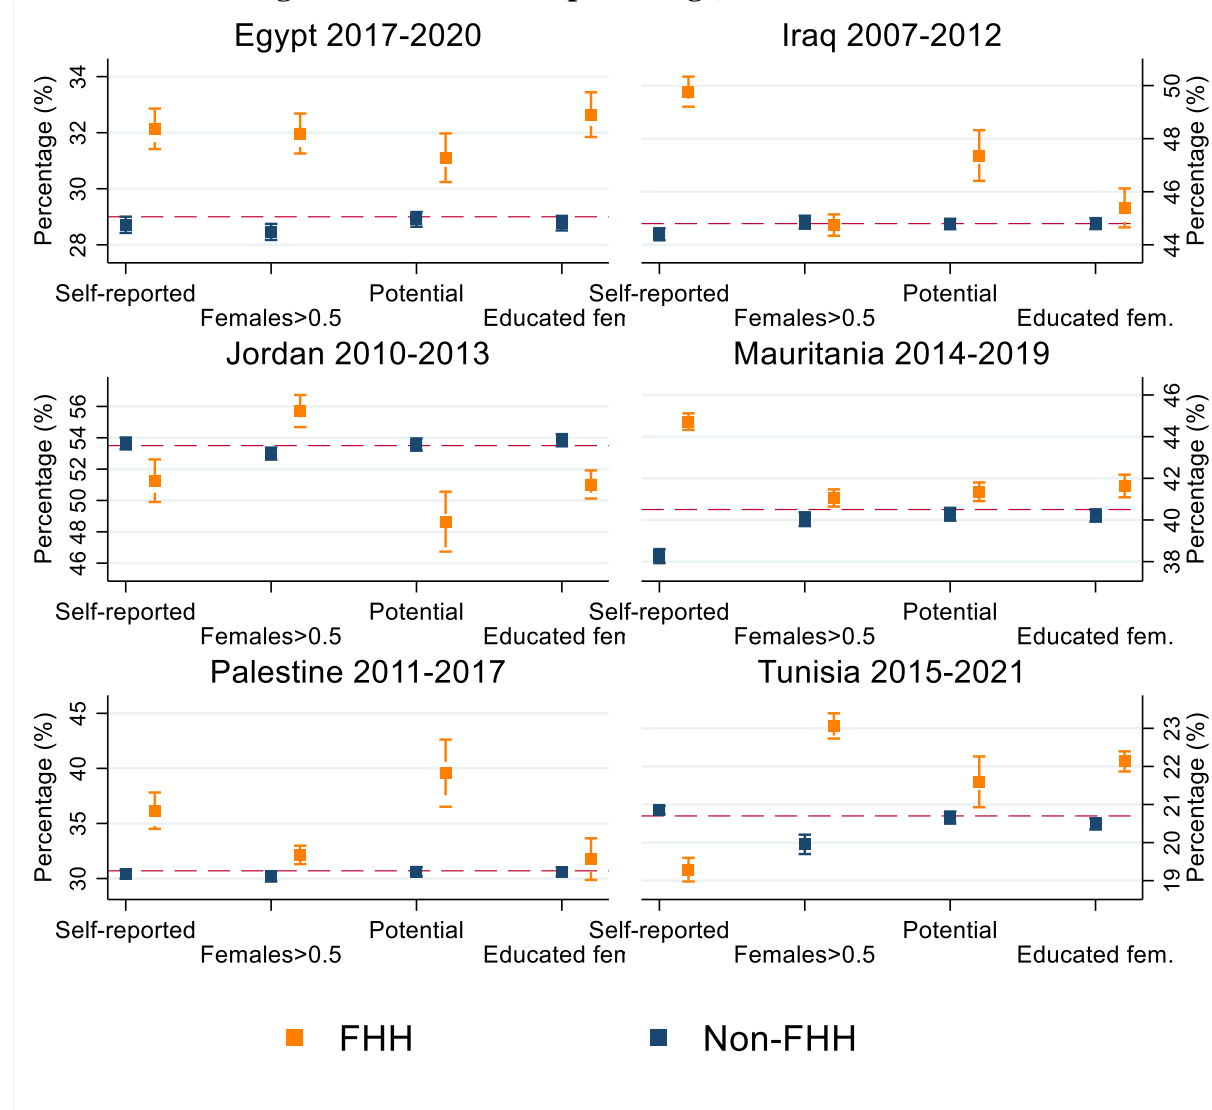 Egypt 2017-2020
Percentage (%)
34
32
30
28
Self-reported
Females>0.5
Potential
Educated fem
Iraq 2007-2012
50
48
46
44
Percentage (%)
Self-reported
Females>0.5
Potential
Educated fem.
Jordan 2010-2013
Percentage (%)
56
54
52
50
48
46
Self-reported
Females>0.5
Potential
Educated fem
Mauritania 2014-2019
46
44
42
40
38
Percentage (%)
Self-reported
Females>0.5
Potential
Educated fem.
Palestine 2011-2017
Percentage (%)
45
40
35
30
Self-reported
Females>0.5
Potential
Educated fem
Tunisia 2015-2021
23
22
21
20
19
Percentage (%)
Self-reported
Females>0.5
Potential
Educated fem.
FHH
Non-FHH